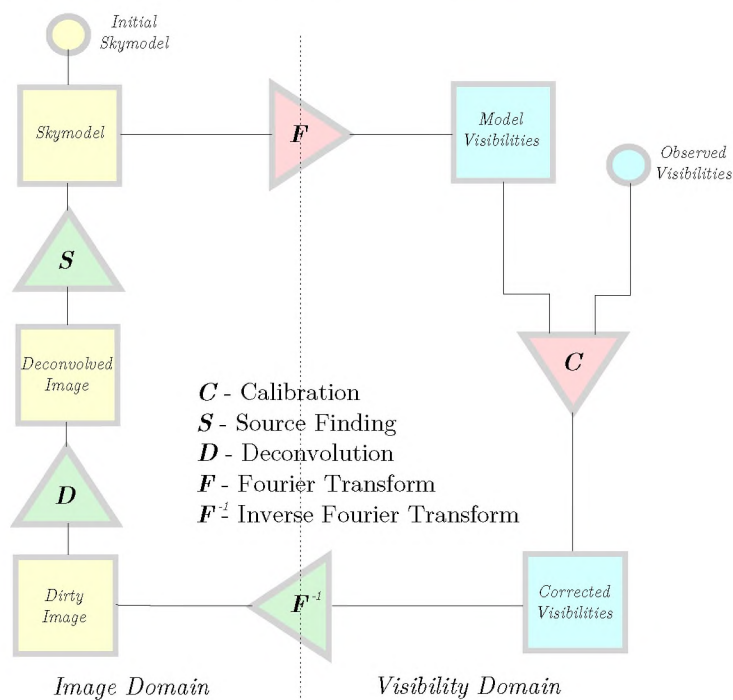 Initial
Skymodel
Skymodel
F
Model
Visibilities
Observed
Visibilities
S
Deconvolved
Image
C
C - Calibration
S - Source Finding
D - Deconvolution
F - Fourier Transform
F⁻¹ - Inverse Fourier Transform
D
Dirty
Image
F⁻¹
Corrected
Visibilities
Image Domain
Visibility Domain